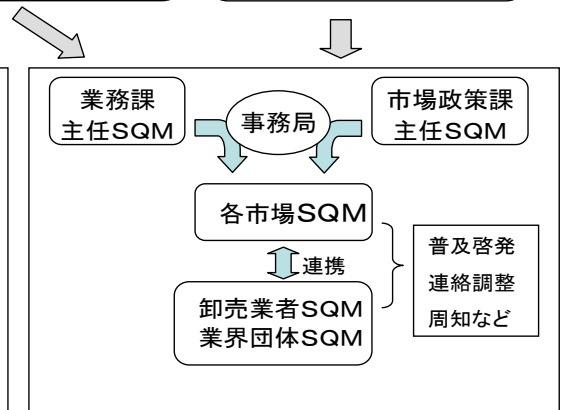 業務課
主任SQM
事務局
市場政策課
主任SQM
各市場SQM
連携
卸売業者SQM
業界団体SQM
普及啓発
連絡調整
周知など